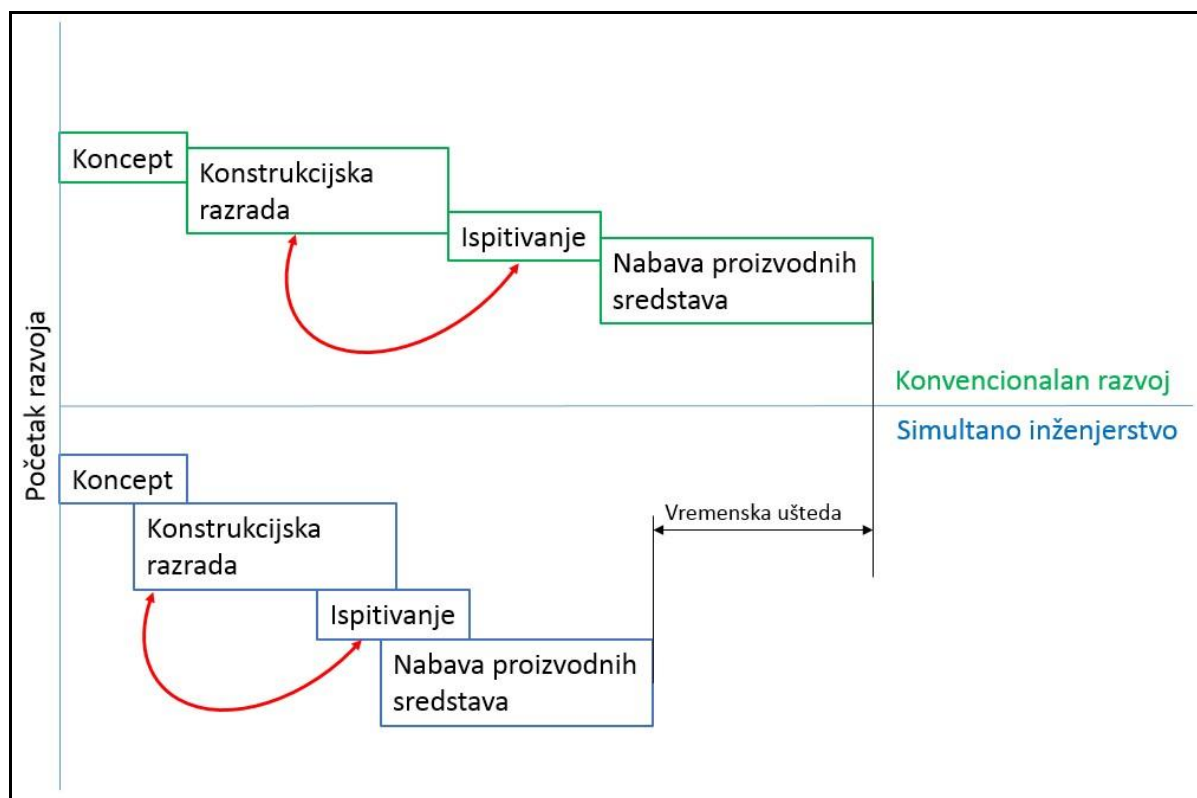 Početak razvoja
Koncept
Konstrukcijska
razrada
Ispitivanje
Nabava proizvodnih
sredstava
Konvencionalan razvoj
Simultano inženjerstvo
Koncept
Konstrukcijska
razrada
Vremenska ušteda
Ispitivanje
Nabava proizvodnih
sredstava